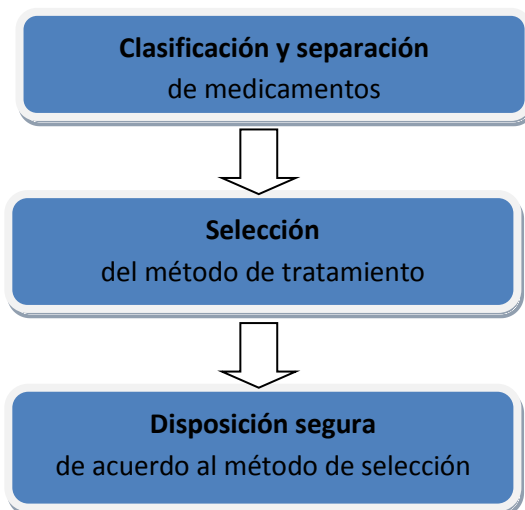 Clasificación y separación
de medicamentos
Selección
del método de tratamiento
Disposición segura
de acuerdo al método de selección